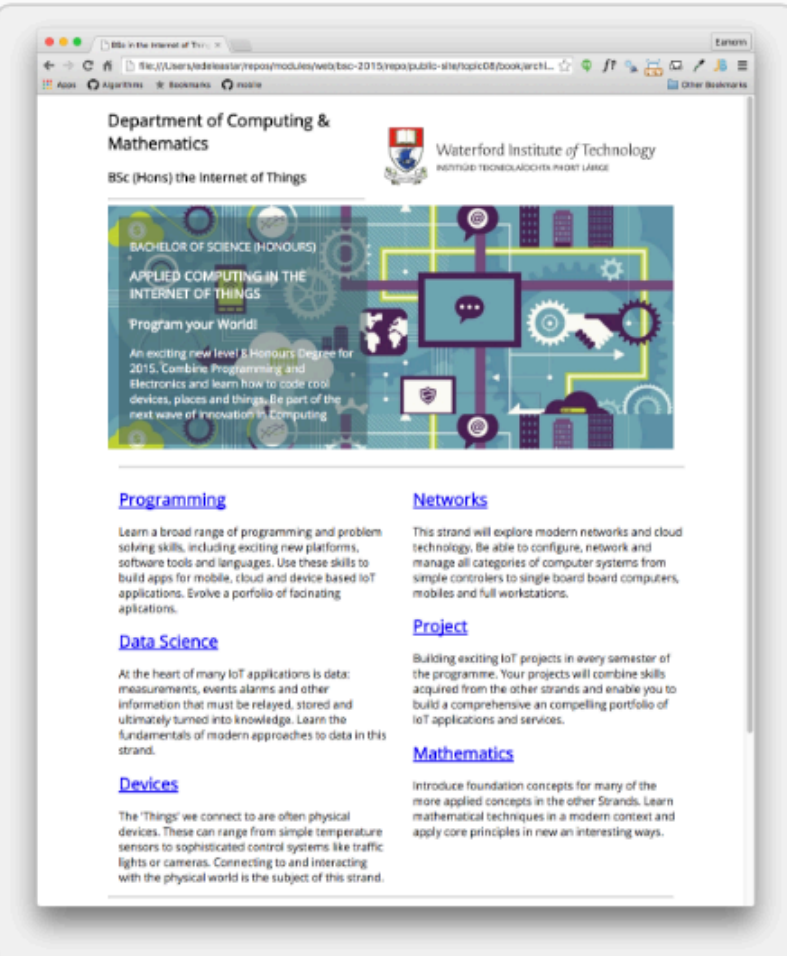 BSc in the Internet of Thing
Eamonn
file:///Users/edeleastar/repos/modules/web/bsc-2015/repo/public-site/topic08/book/archi...
Apps Algorithms Bookmarks mobile Other Bookmarks
Department of Computing &
Mathematics
BSc (Hons) the Internet of Things
Waterford Institute of Technology
INSTITIÚID TEICNEOLAÍOCHTA PHORT LÁIRGE
BACHELOR OF SCIENCE (HONOURS)
APPLIED COMPUTING IN THE
INTERNET OF THINGS
'Program your World!
An exciting new level 8 Honours Degree for
2015. Combine Programming and
Electronics and learn how to code cool
devices, places and things. Be part of the
next wave of innovation in Computing
Programming
Learn a broad range of programming and problem
solving skills, including exciting new platforms,
software tools and languages. Use these skills to
build apps for mobile, cloud and device based IoT
applications. Evolve a porfolio of facinating
aplications.
Data Science
At the heart of many IoT applications is data:
measurements, events alarms and other
information that must be relayed, stored and
ultimately turned into knowledge. Learn the
fundamentals of modern approaches to data in this
strand.
Devices
The 'Things' we connect to are often physical
devices. These can range from simple temperature
sensors to sophisticated control systems like traffic
lights or cameras. Connecting to and interacting
with the physical world is the subject of this strand.
Networks
This strand will explore modern networks and cloud
technology. Be able to configure, network and
manage all categories of computer systems from
simple controlers to single board board computers,
mobiles and full workstations.
Project
Building exciting IoT projects in every semester of
the programme. Your projects will combine skills
acquired from the other strands and enable you to
build a comprehensive an compelling portfolio of
IoT applications and services.
Mathematics
Introduce foundation concepts for many of the
more applied concepts in the other Strands. Learn
mathematical techniques in a modern context and
apply core principles in new an interesting ways.